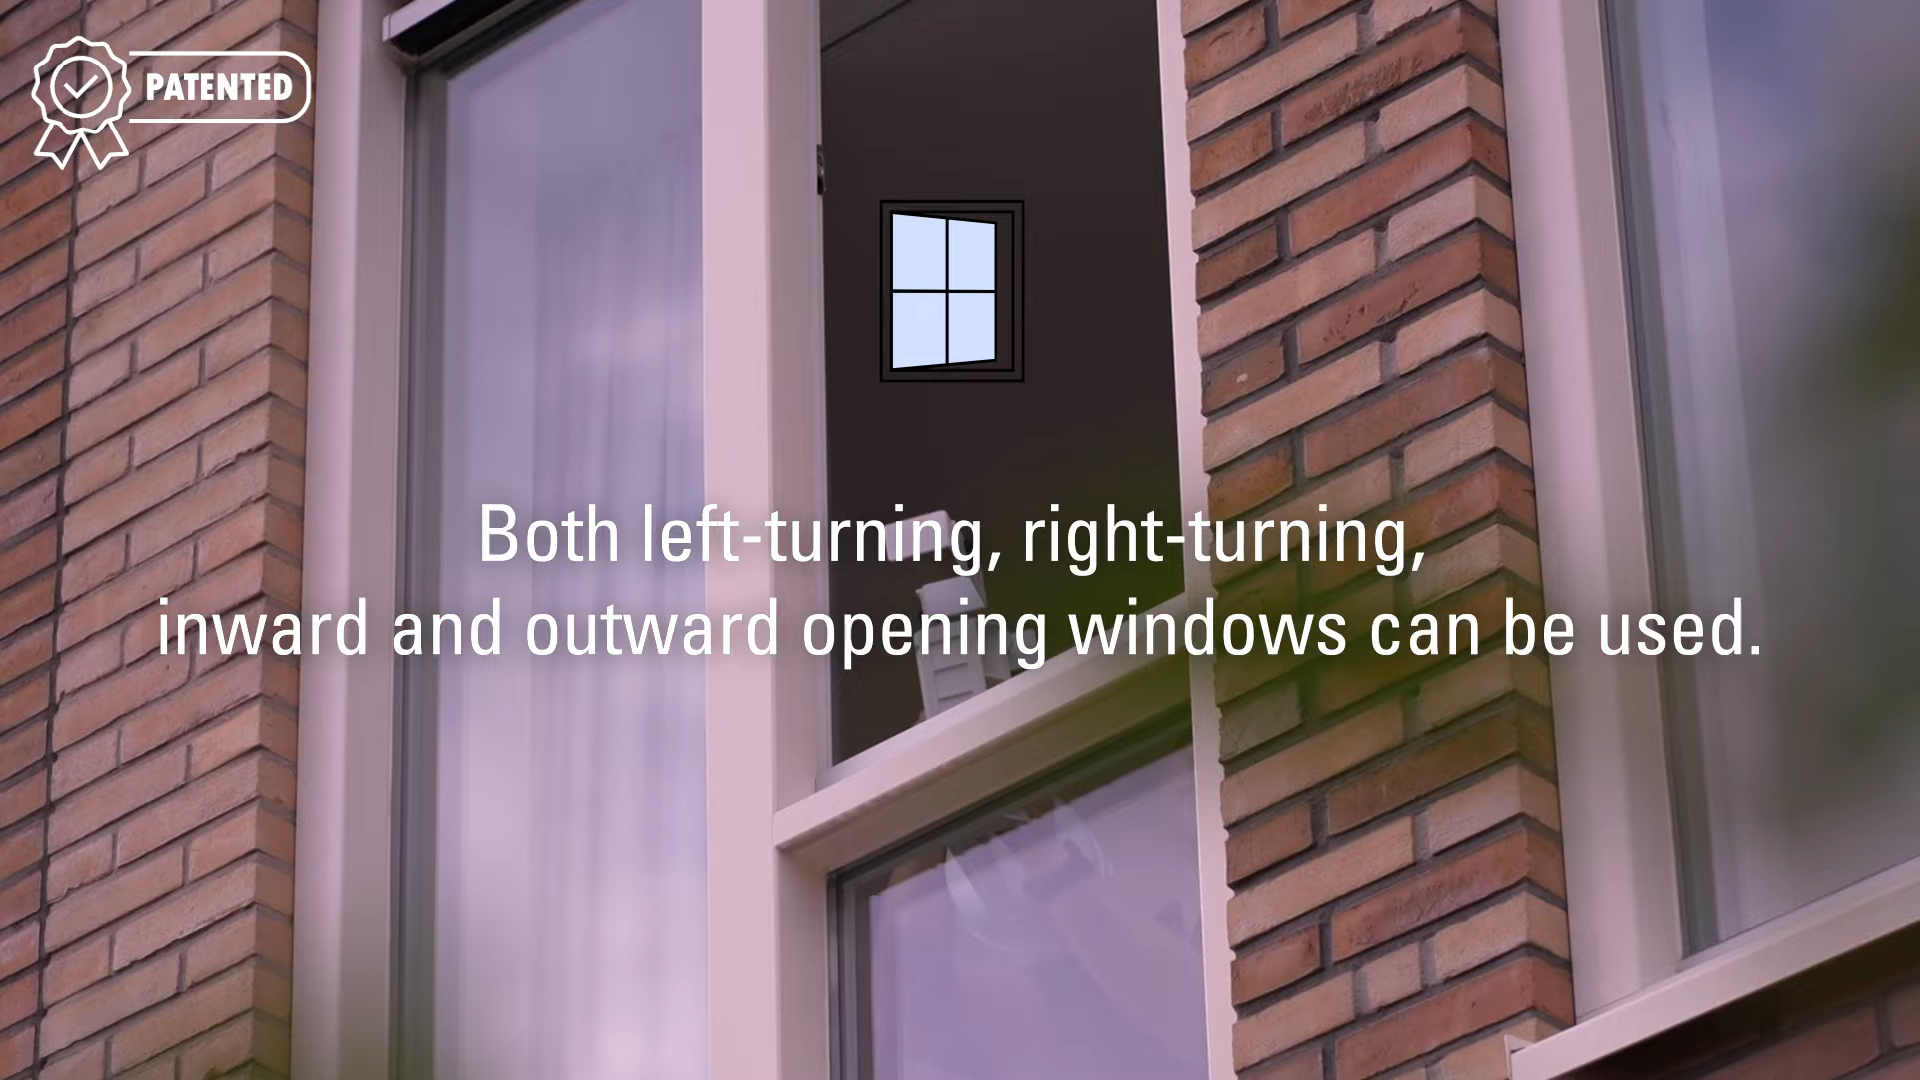 PATENTED
Both left-turning, right-turning,
inward and outward opening windows can be used.